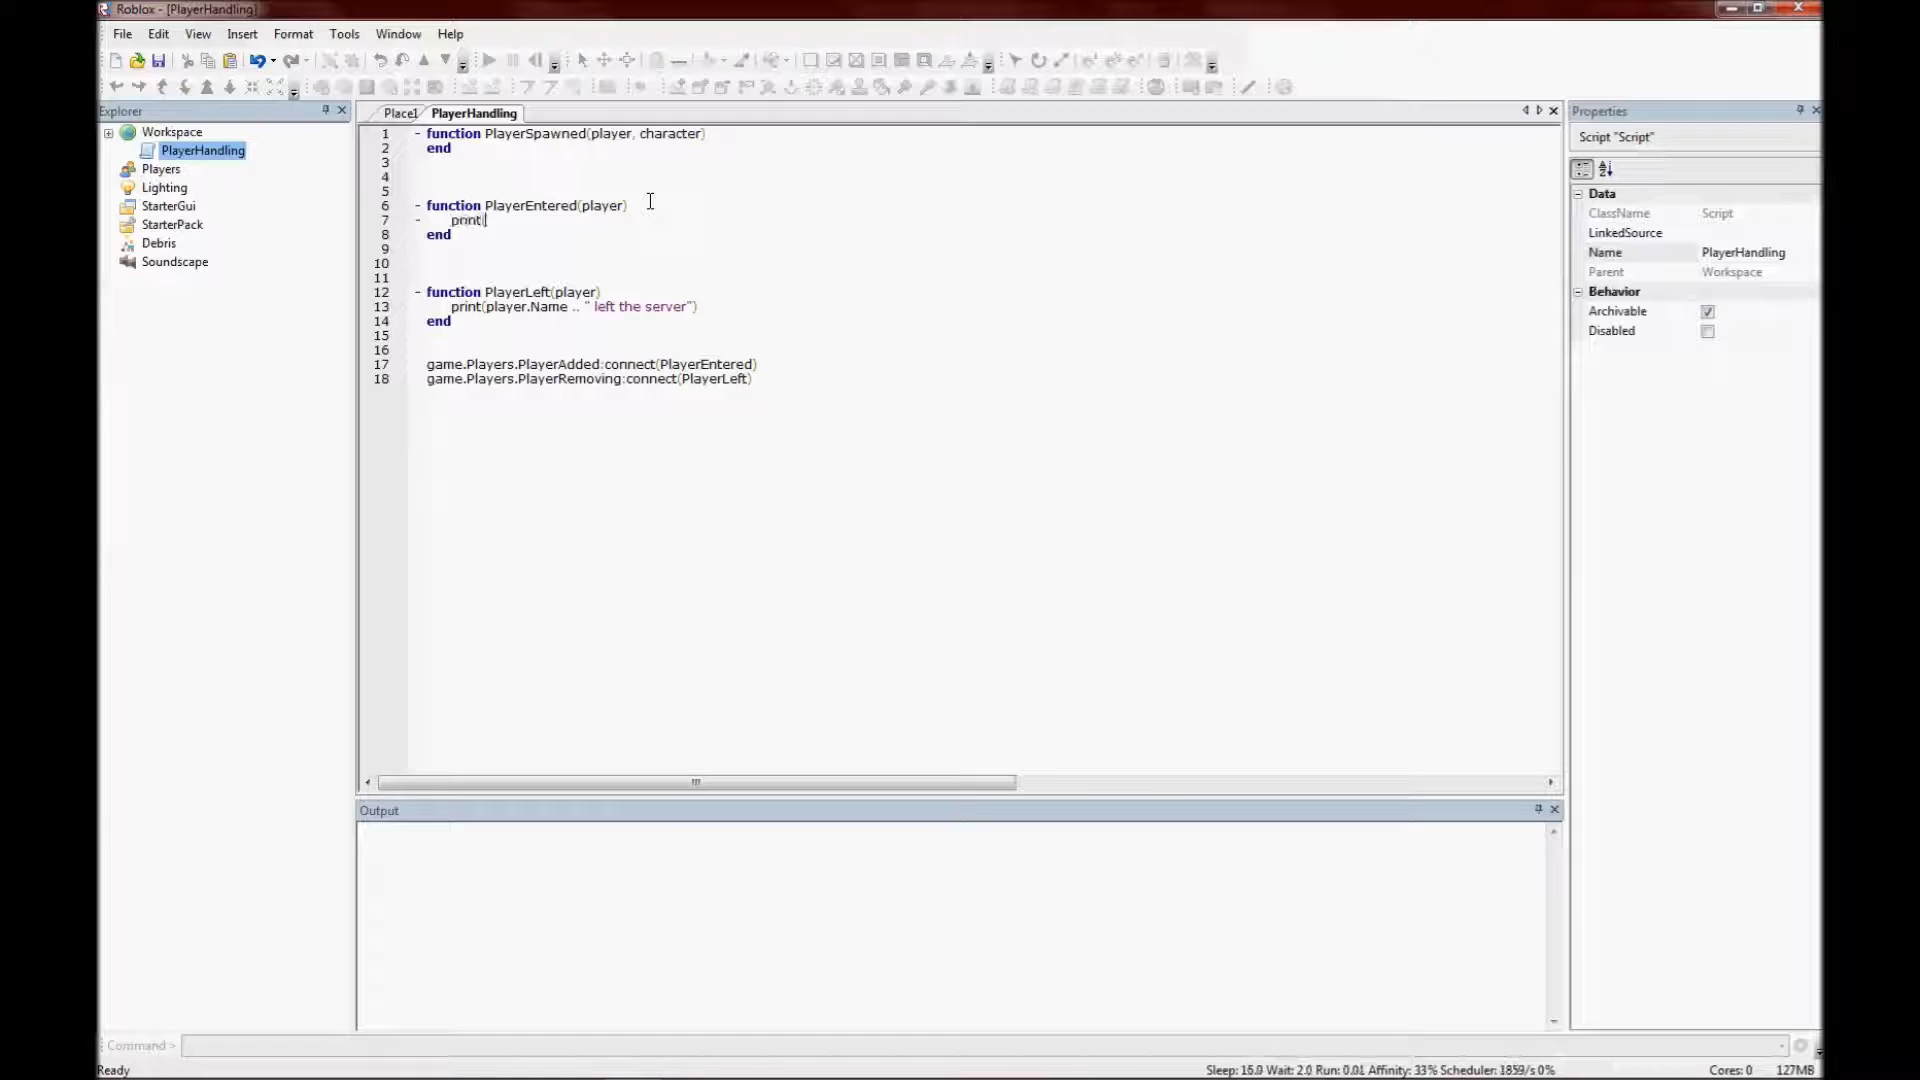 Roblox - [PlayerHandling]
File Edit View Insert Format Tools Window Help
Explorer
Workspace
PlayerHandling
Players
Lighting
StarterGui
StarterPack
Debris
Soundscape
Place1 PlayerHandling
1 - function PlayerSpawned(player, character)
2 end
3
4
5
6 - function PlayerEntered(player)
7 - print(
8 end
9
10
11
12 - function PlayerLeft(player)
13 print(player.Name .. " left the server")
14 end
15
16
17 game.Players.PlayerAdded:connect(PlayerEntered)
18 game.Players.PlayerRemoving:connect(PlayerLeft)
Output
Properties
Script "Script"
Data
ClassName Script
LinkedSource
Name PlayerHandling
Parent Workspace
Behavior
Archivable
Disabled
Command >
Ready
Sleep: 15.0 Wait: 2.0 Run: 0.01 Affinity: 33% Scheduler: 1859/s 0%
Cores: 0 127MB